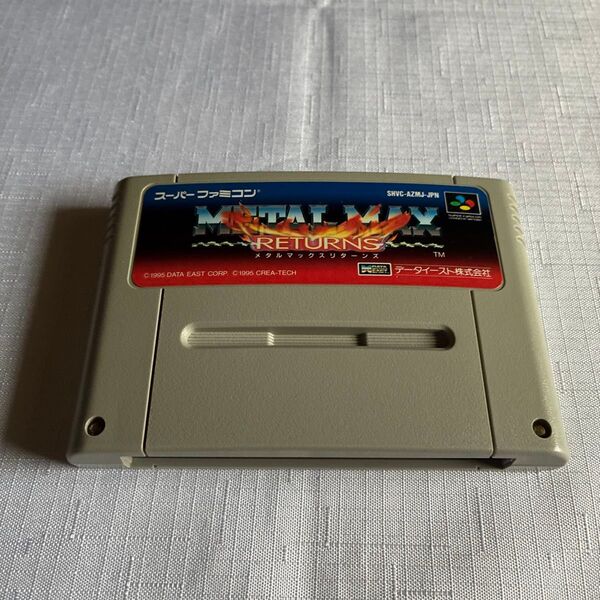 スーパーファミコン®
SHVC-AZMJ-JPN
METAL MAX
RETURNS
メタルマックスリターンズ
TM
©1995 DATA EAST CORP. ©1995 CREA-TECH
DATA EAST
データイースト株式会社